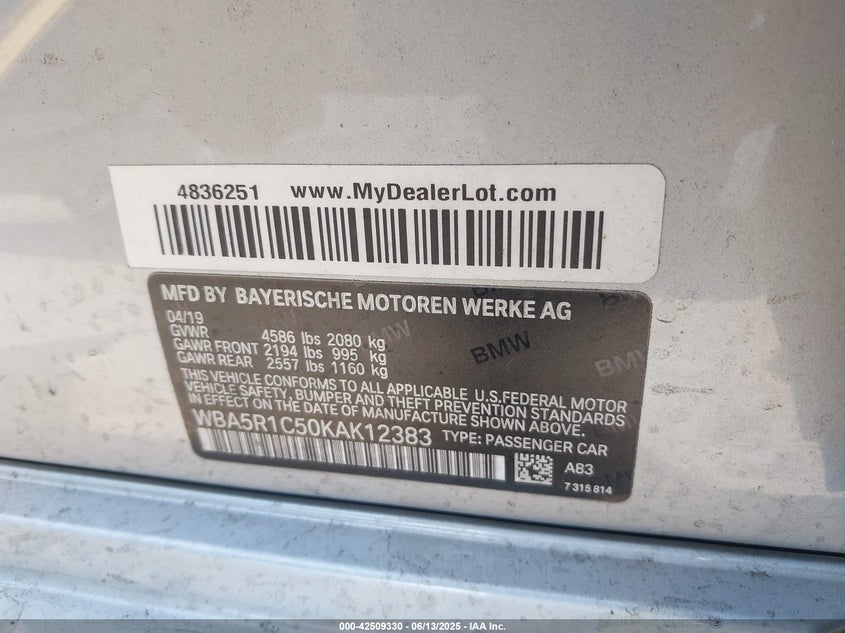 4836251 www.MyDealerLot.com
MFD BY BAYERISCHE MOTOREN WERKE AG
04/19
GVWR 4586 lbs 2080 kg
GAWR FRONT 2194 lbs 995 kg
GAWR REAR 2557 lbs 1160 kg
THIS VEHICLE CONFORMS TO ALL APPLICABLE U.S.FEDERAL MOTOR
VEHICLE SAFETY, BUMPER AND THEFT PREVENTION STANDARDS
IN EFFECT ON THE DATE OF MANUFACTURE SHOWN ABOVE.
WBA5R1C50KAK12383 TYPE: PASSENGER CAR
A83
7315814
BMW
BMW
BMW
000-42509330 - 06/13/2025 - IAA Inc.